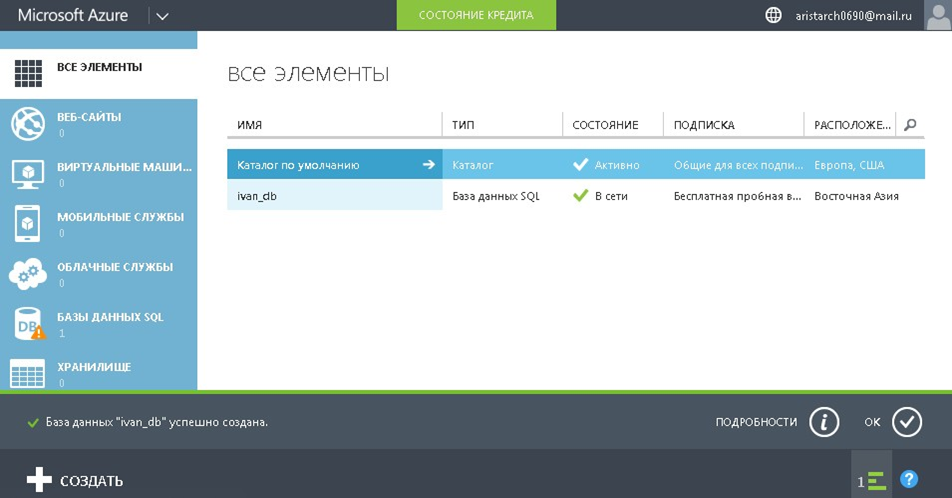 Microsoft Azure
СОСТОЯНИЕ КРЕДИТА
aristarch0690@mail.ru
ВСЕ ЭЛЕМЕНТЫ
ВЕБ-САЙТЫ
0
ВИРТУАЛЬНЫЕ МАШИ...
0
МОБИЛЬНЫЕ СЛУЖБЫ
0
ОБЛАЧНЫЕ СЛУЖБЫ
0
DB
БАЗЫ ДАННЫХ SQL
1
ХРАНИЛИЩЕ
0
все элементы
ИМЯ ТИП СОСТОЯНИЕ ПОДПИСКА РАСПОЛОЖЕ...
Каталог по умолчанию Каталог Активно Общие для всех подпи... Европа, США
ivan_db База данных SQL В сети Бесплатная пробная в... Восточная Азия
База данных "ivan_db" успешно создана.
ПОДРОБНОСТИ i ОК
СОЗДАТЬ
1 ?